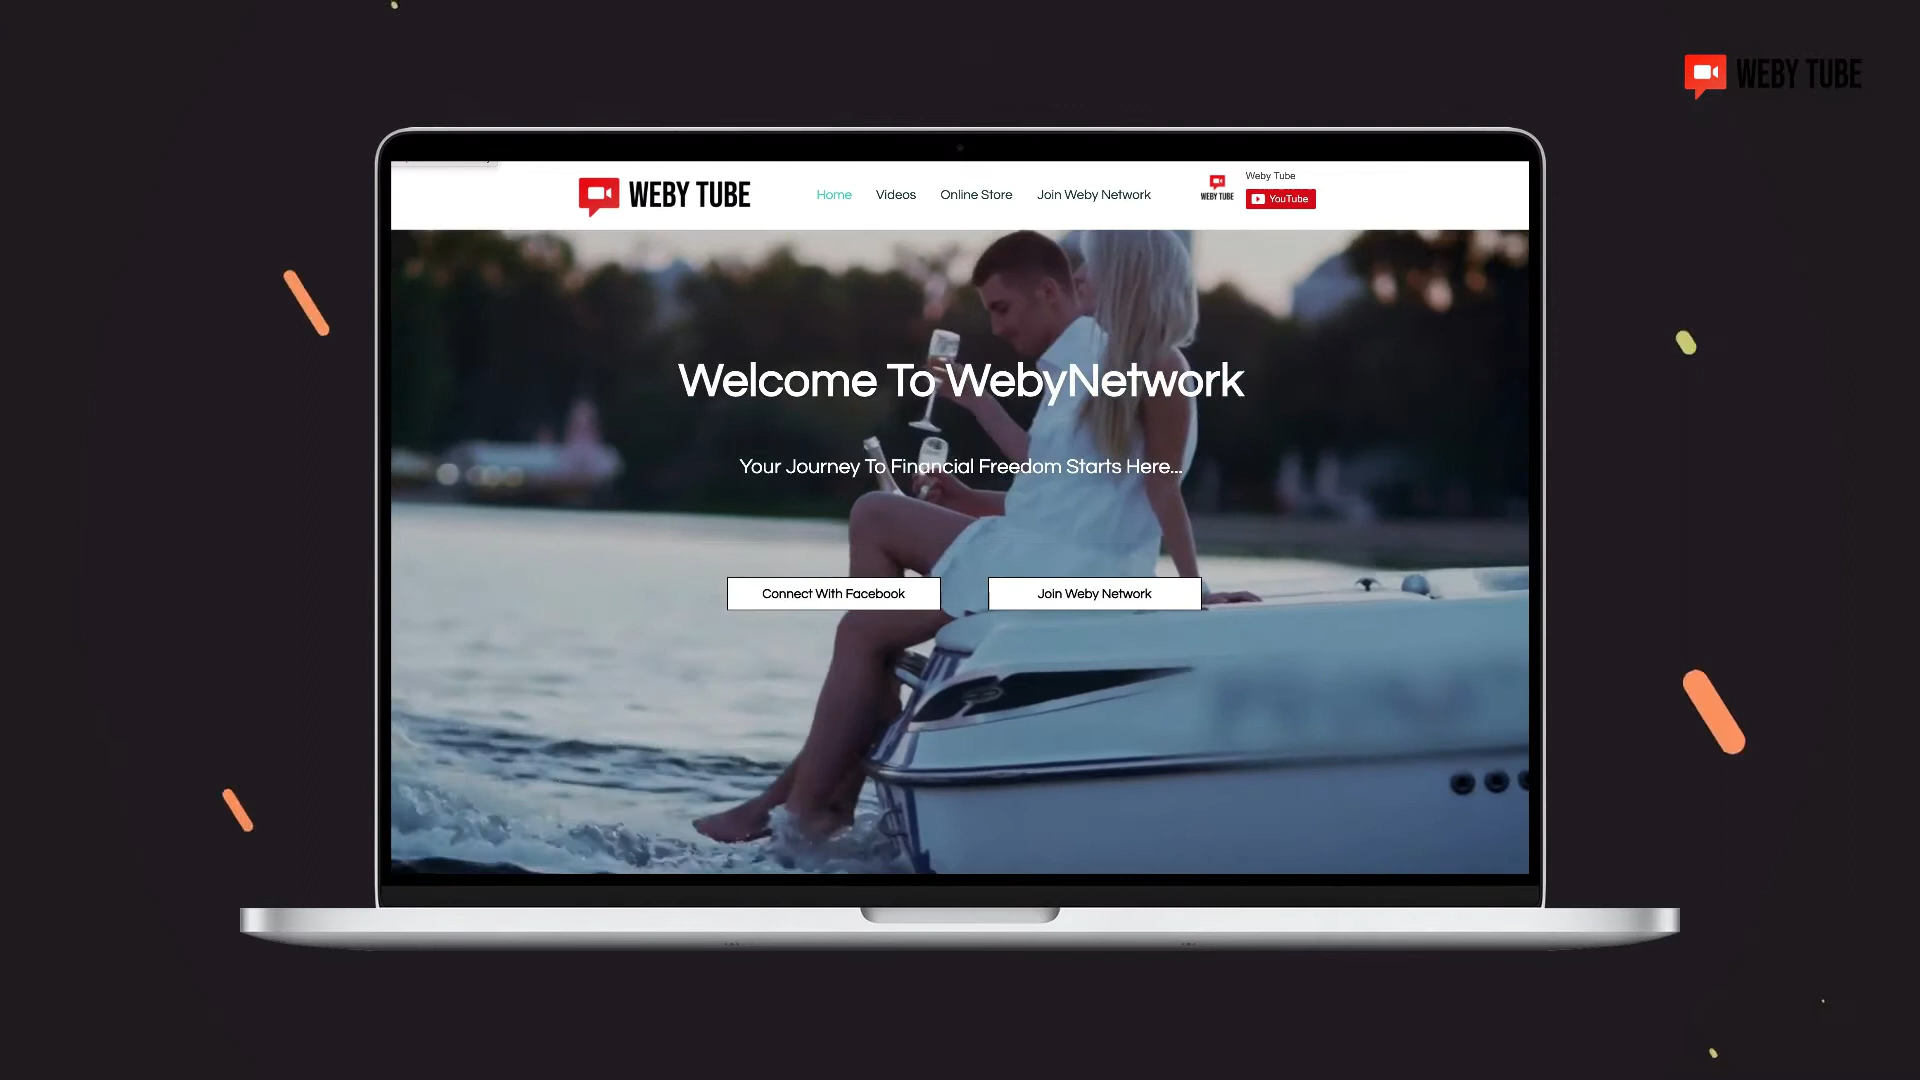 WEBY TUBE
WEBY TUBE
Home
Videos
Online Store
Join Weby Network
WEBY TUBE
Weby Tube
YouTube
Welcome To WebyNetwork
Your Journey To Financial Freedom Starts Here...
Connect With Facebook
Join Weby Network